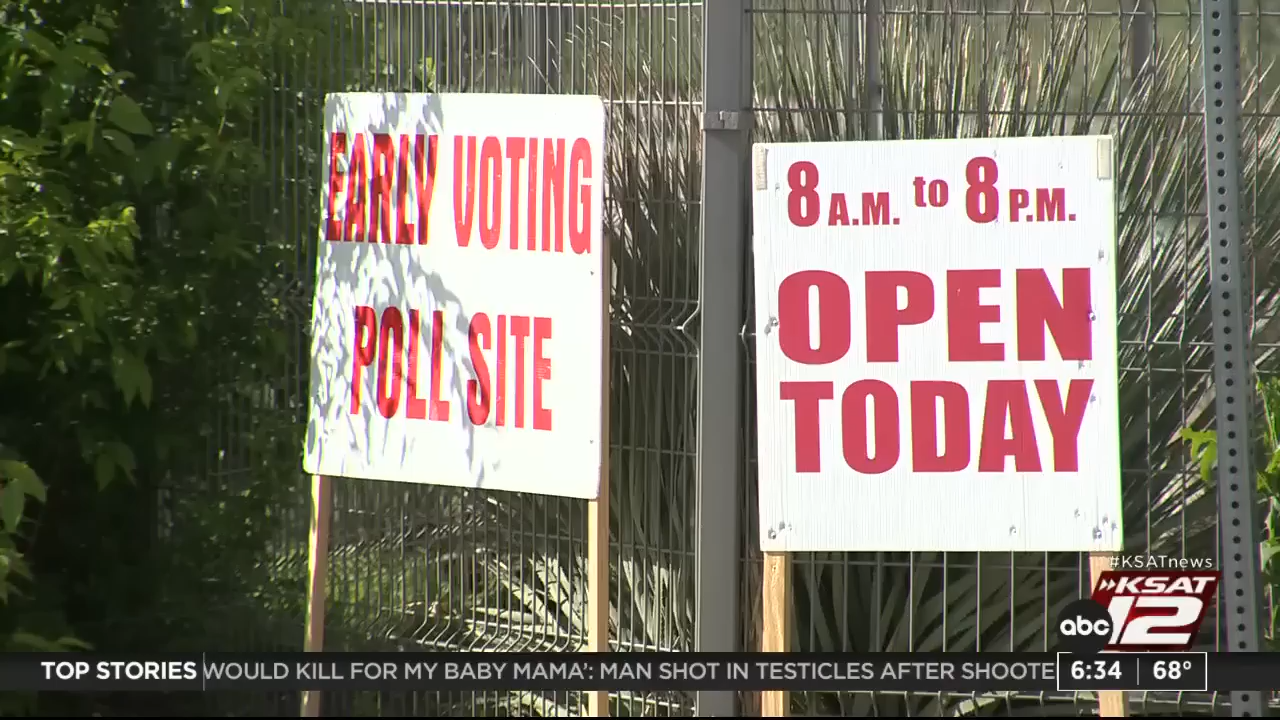 EARLY VOTING
POLL SITE
8 A.M. to 8 P.M.
OPEN
TODAY
#KSATnews
KSAT
abc 12
TOP STORIES WOULD KILL FOR MY BABY MAMA’: MAN SHOT IN TESTICLES AFTER SHOOTE 6:34 68°